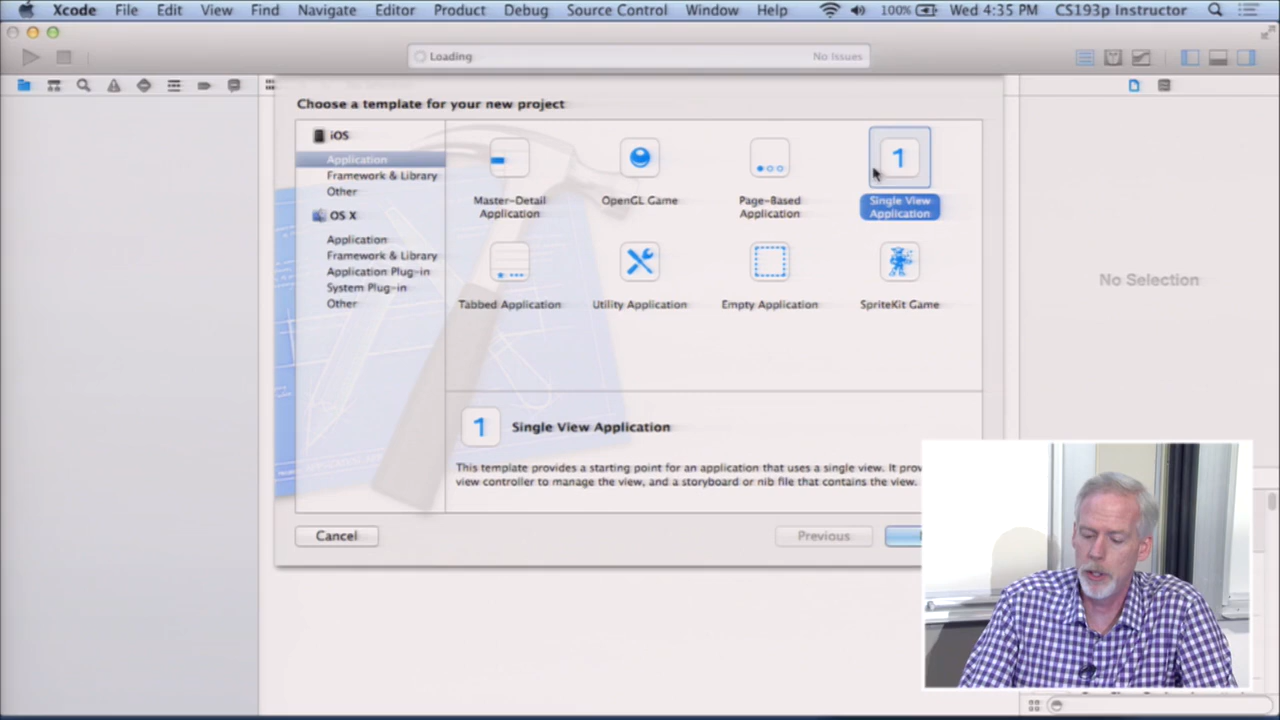 Xcode File Edit View Find Navigate Editor Product Debug Source Control Window Help 100% Wed 4:35 PM CS193p Instructor
Loading No Issues
Choose a template for your new project
iOS
Application
Framework & Library
Other
OS X
Application
Framework & Library
Application Plug-in
System Plug-in
Other
Master-Detail
Application
OpenGL Game
Page-Based
Application
1
Single View
Application
Tabbed Application
Utility Application
Empty Application
SpriteKit Game
No Selection
1
Single View Application
This template provides a starting point for an application that uses a single view. It prov
view controller to manage the view, and a storyboard or nib file that contains the view.
Cancel
Previous